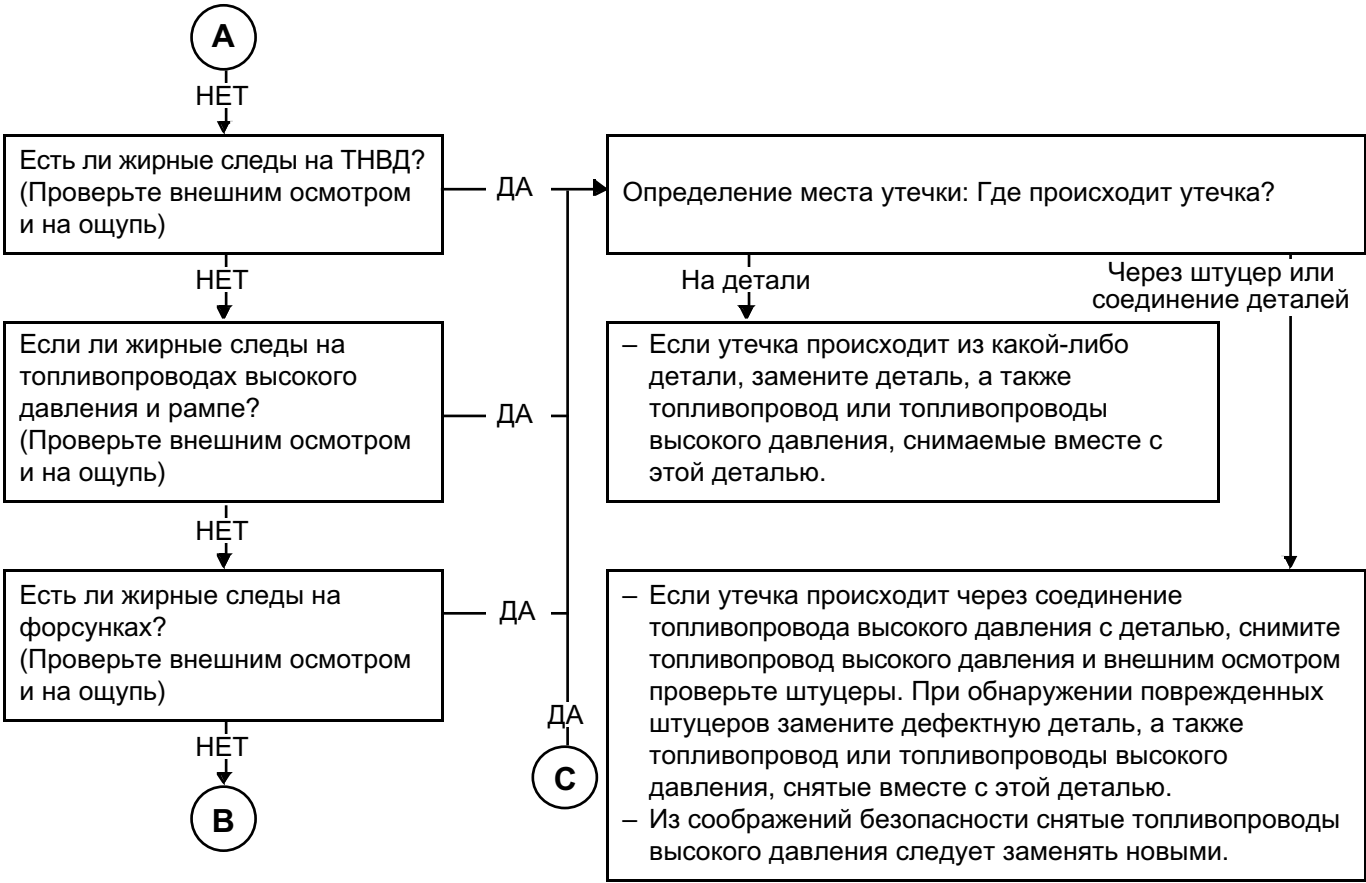 A
НЕТ
Есть ли жирные следы на ТНВД?
(Проверьте внешним осмотром
и на ощупь)
ДА
Определение места утечки: Где происходит утечка?
НЕТ
На детали
Через штуцер или
соединение деталей
Если ли жирные следы на
топливопроводах высокого
давления и рампе?
(Проверьте внешним осмотром
и на ощупь)
ДА
– Если утечка происходит из какой-либо
детали, замените деталь, а также
топливопровод или топливопроводы
высокого давления, снимаемые вместе с
этой деталью.
НЕТ
Есть ли жирные следы на
форсунках?
(Проверьте внешним осмотром
и на ощупь)
ДА
– Если утечка происходит через соединение
топливопровода высокого давления с деталью, снимите
топливопровод высокого давления и внешним осмотром
проверьте штуцеры. При обнаружении поврежденных
штуцеров замените дефектную деталь, а также
топливопровод или топливопроводы высокого
давления, снятые вместе с этой деталью.
– Из соображений безопасности снятые топливопроводы
высокого давления следует заменять новыми.
НЕТ
B
ДА
C